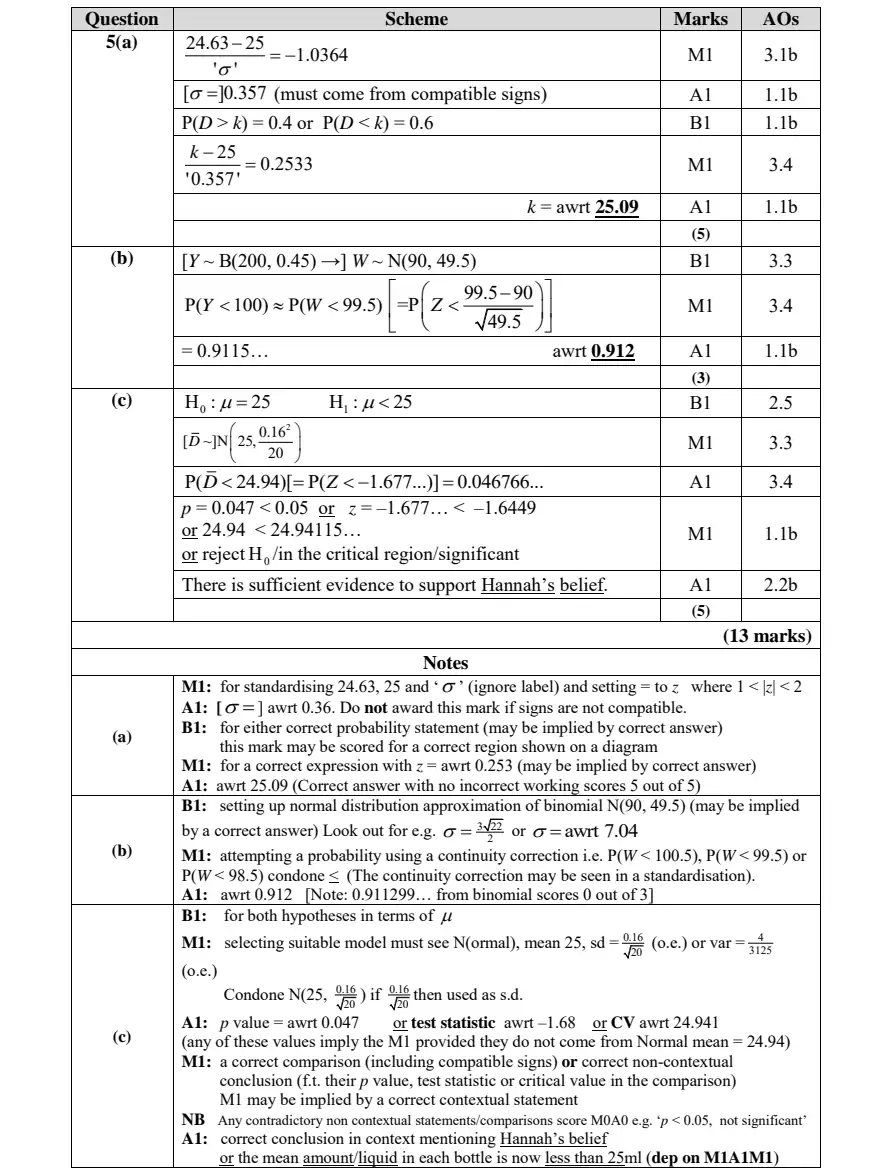 Question Scheme Marks AOs
5(a) (24.63 − 25)/'σ' = −1.0364 M1 3.1b
[σ =]0.357 (must come from compatible signs) A1 1.1b
P(D > k) = 0.4 or P(D < k) = 0.6 B1 1.1b
(k − 25)/'0.357' = 0.2533 M1 3.4
k = awrt 25.09 A1 1.1b
(5)
(b) [Y ~ B(200, 0.45) →] W ~ N(90, 49.5) B1 3.3
P(Y < 100) ≈ P(W < 99.5) [=P(Z < (99.5 − 90)/√49.5)] M1 3.4
= 0.9115… awrt 0.912 A1 1.1b
(3)
(c) H₀ : μ = 25 H₁ : μ < 25 B1 2.5
[D̄ ~]N(25, 0.16²/20) M1 3.3
P(D̄ < 24.94)[= P(Z < −1.677...)] = 0.046766... A1 3.4
p = 0.047 < 0.05 or z = –1.677… < –1.6449
or 24.94 < 24.94115…
or reject H₀ /in the critical region/significant M1 1.1b
There is sufficient evidence to support Hannah's belief. A1 2.2b
(5)
(13 marks)
Notes
(a) M1: for standardising 24.63, 25 and 'σ' (ignore label) and setting = to z where 1 < |z| < 2
A1: [σ =] awrt 0.36. Do not award this mark if signs are not compatible.
B1: for either correct probability statement (may be implied by correct answer)
this mark may be scored for a correct region shown on a diagram
M1: for a correct expression with z = awrt 0.253 (may be implied by correct answer)
A1: awrt 25.09 (Correct answer with no incorrect working scores 5 out of 5)
(b) B1: setting up normal distribution approximation of binomial N(90, 49.5) (may be implied
by a correct answer) Look out for e.g. σ = 3√22/2 or σ = awrt 7.04
M1: attempting a probability using a continuity correction i.e. P(W < 100.5), P(W < 99.5) or
P(W < 98.5) condone ≤ (The continuity correction may be seen in a standardisation).
A1: awrt 0.912 [Note: 0.911299… from binomial scores 0 out of 3]
(c) B1: for both hypotheses in terms of μ
M1: selecting suitable model must see N(ormal), mean 25, sd = 0.16/√20 (o.e.) or var = 4/3125
(o.e.)
Condone N(25, 0.16/√20) if 0.16/√20 then used as s.d.
A1: p value = awrt 0.047 or test statistic awrt –1.68 or CV awrt 24.941
(any of these values imply the M1 provided they do not come from Normal mean = 24.94)
M1: a correct comparison (including compatible signs) or correct non-contextual
conclusion (f.t. their p value, test statistic or critical value in the comparison)
M1 may be implied by a correct contextual statement
NB Any contradictory non contextual statements/comparisons score M0A0 e.g. 'p < 0.05, not significant'
A1: correct conclusion in context mentioning Hannah's belief
or the mean amount/liquid in each bottle is now less than 25ml (dep on M1A1M1)